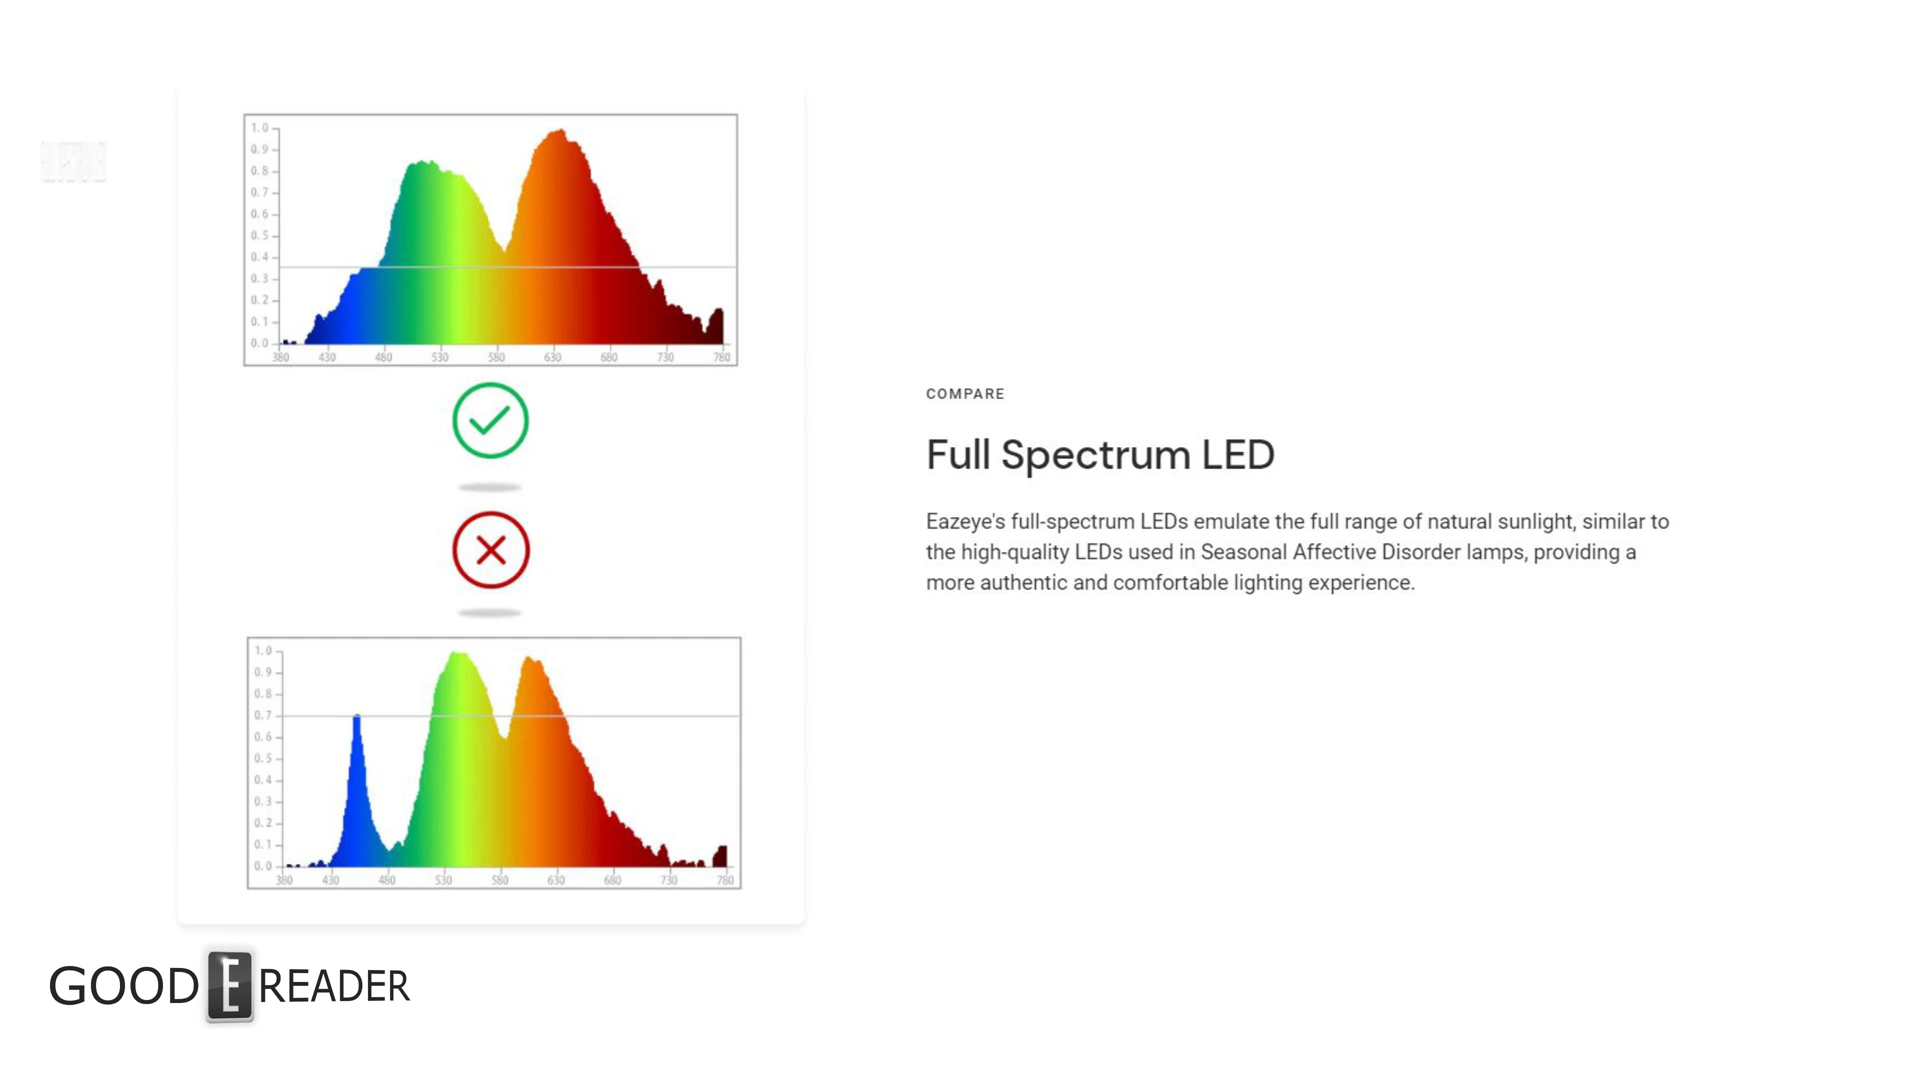 FULL SPECTRUM LED
1.0
0.9
0.8
0.7
0.6
0.5
0.4
0.3
0.2
0.1
0.0
380 430 480 530 580 630 680 730 780
COMPARE
Full Spectrum LED
Eazeye's full-spectrum LEDs emulate the full range of natural sunlight, similar to
the high-quality LEDs used in Seasonal Affective Disorder lamps, providing a
more authentic and comfortable lighting experience.
1.0
0.9
0.8
0.7
0.6
0.5
0.4
0.3
0.2
0.1
0.0
380 430 480 530 580 630 680 730 780
GOOD E READER